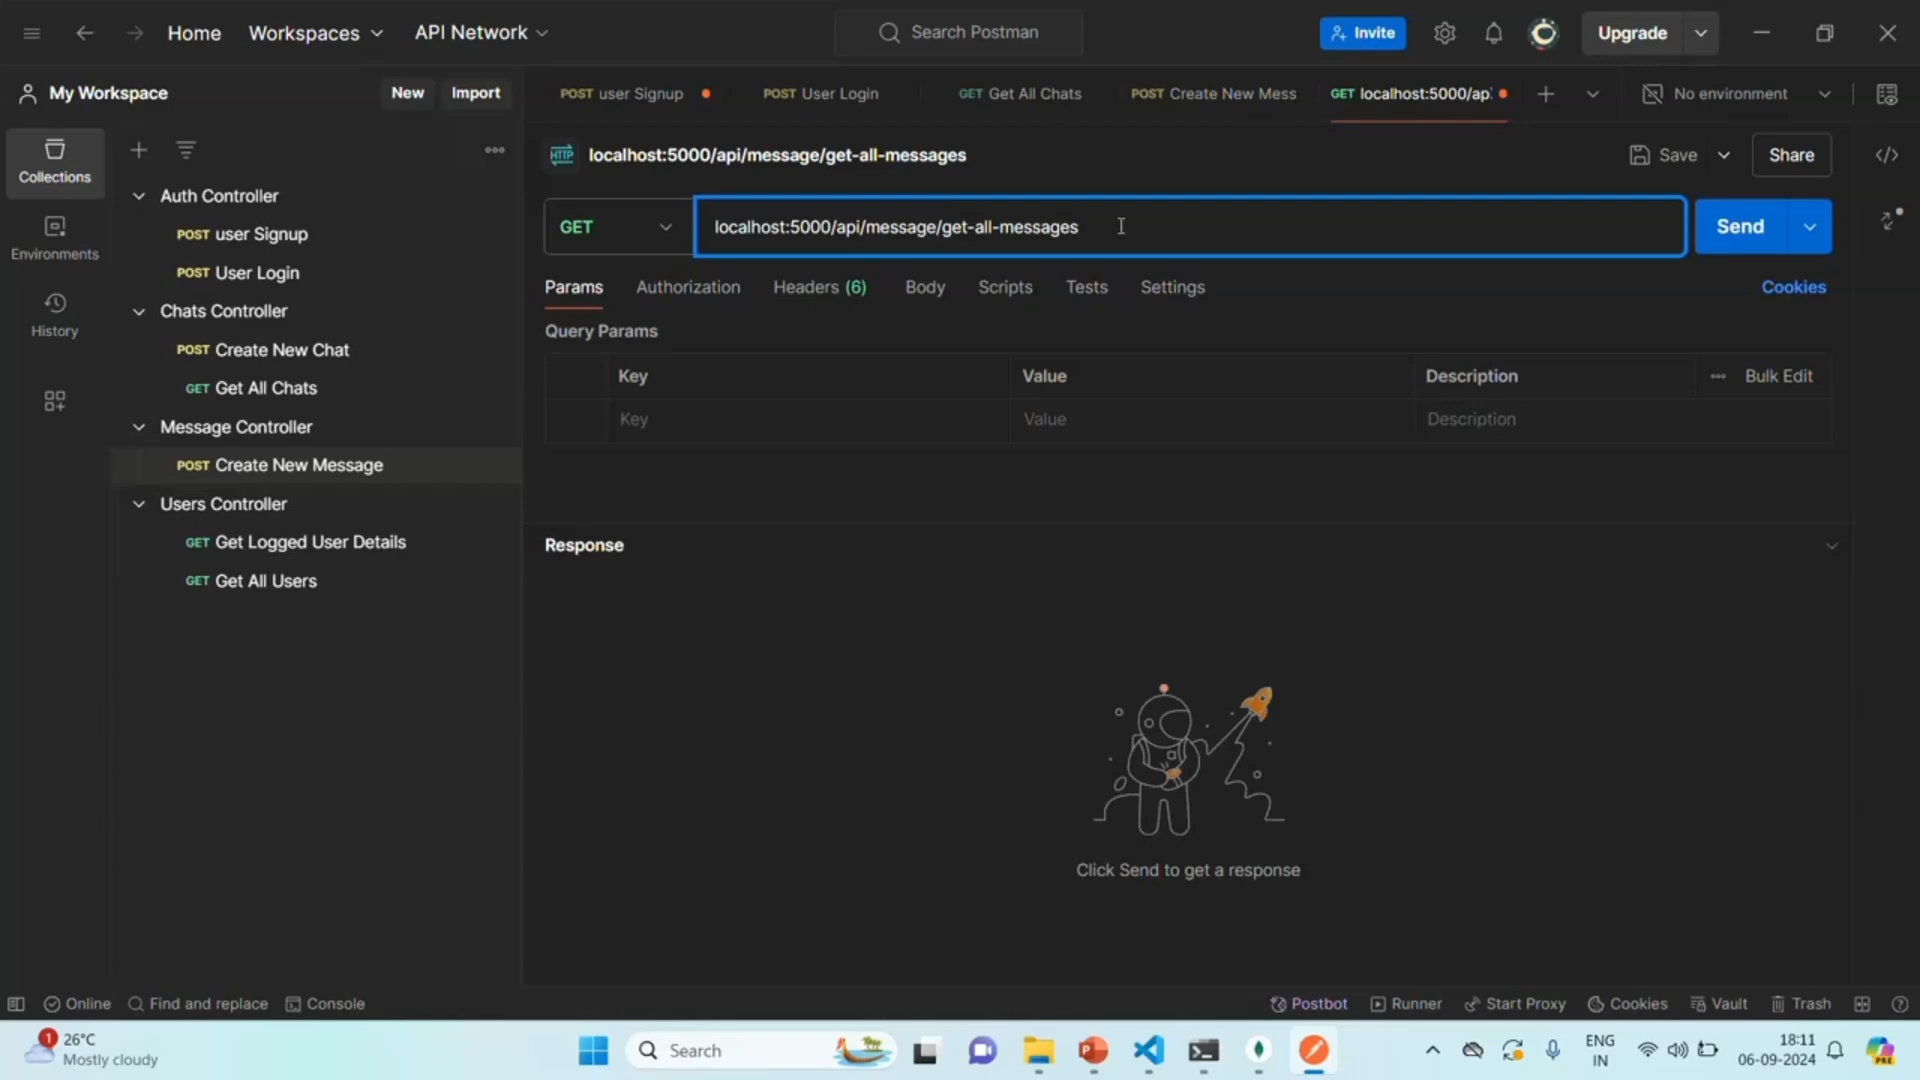 Home
Workspaces
API Network
Search Postman
Invite
Upgrade
My Workspace
New
Import
POST user Signup
POST User Login
GET Get All Chats
POST Create New Mess
GET localhost:5000/ap
No environment
Collections
Environments
History
Auth Controller
POST user Signup
POST User Login
Chats Controller
POST Create New Chat
GET Get All Chats
Message Controller
POST Create New Message
Users Controller
GET Get Logged User Details
GET Get All Users
HTTP
localhost:5000/api/message/get-all-messages
Save
Share
GET
localhost:5000/api/message/get-all-messages
Send
Params
Authorization
Headers (6)
Body
Scripts
Tests
Settings
Cookies
Query Params
Key
Value
Description
Bulk Edit
Key
Value
Description
Response
Click Send to get a response
Online
Find and replace
Console
Postbot
Runner
Start Proxy
Cookies
Vault
Trash
1
26°C
Mostly cloudy
Search
ENG
IN
18:11
06-09-2024
PRE